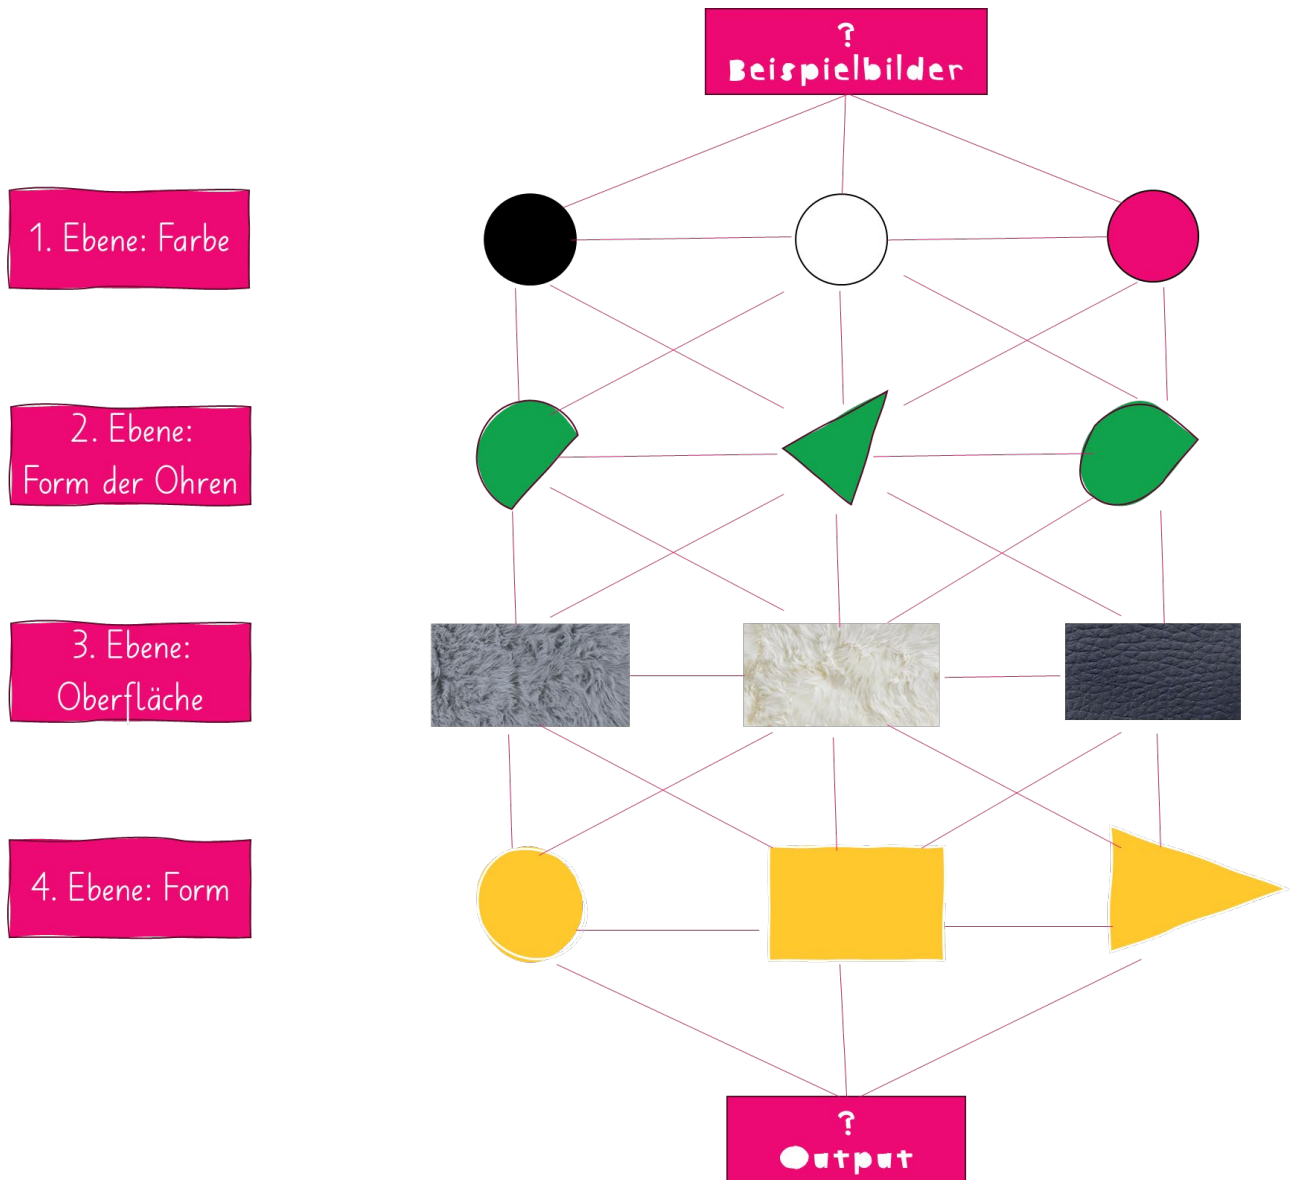 ?
Beispielbilder
1. Ebene: Farbe
2. Ebene:
Form der Ohren
3. Ebene:
Oberfläche
4. Ebene: Form
?
Output